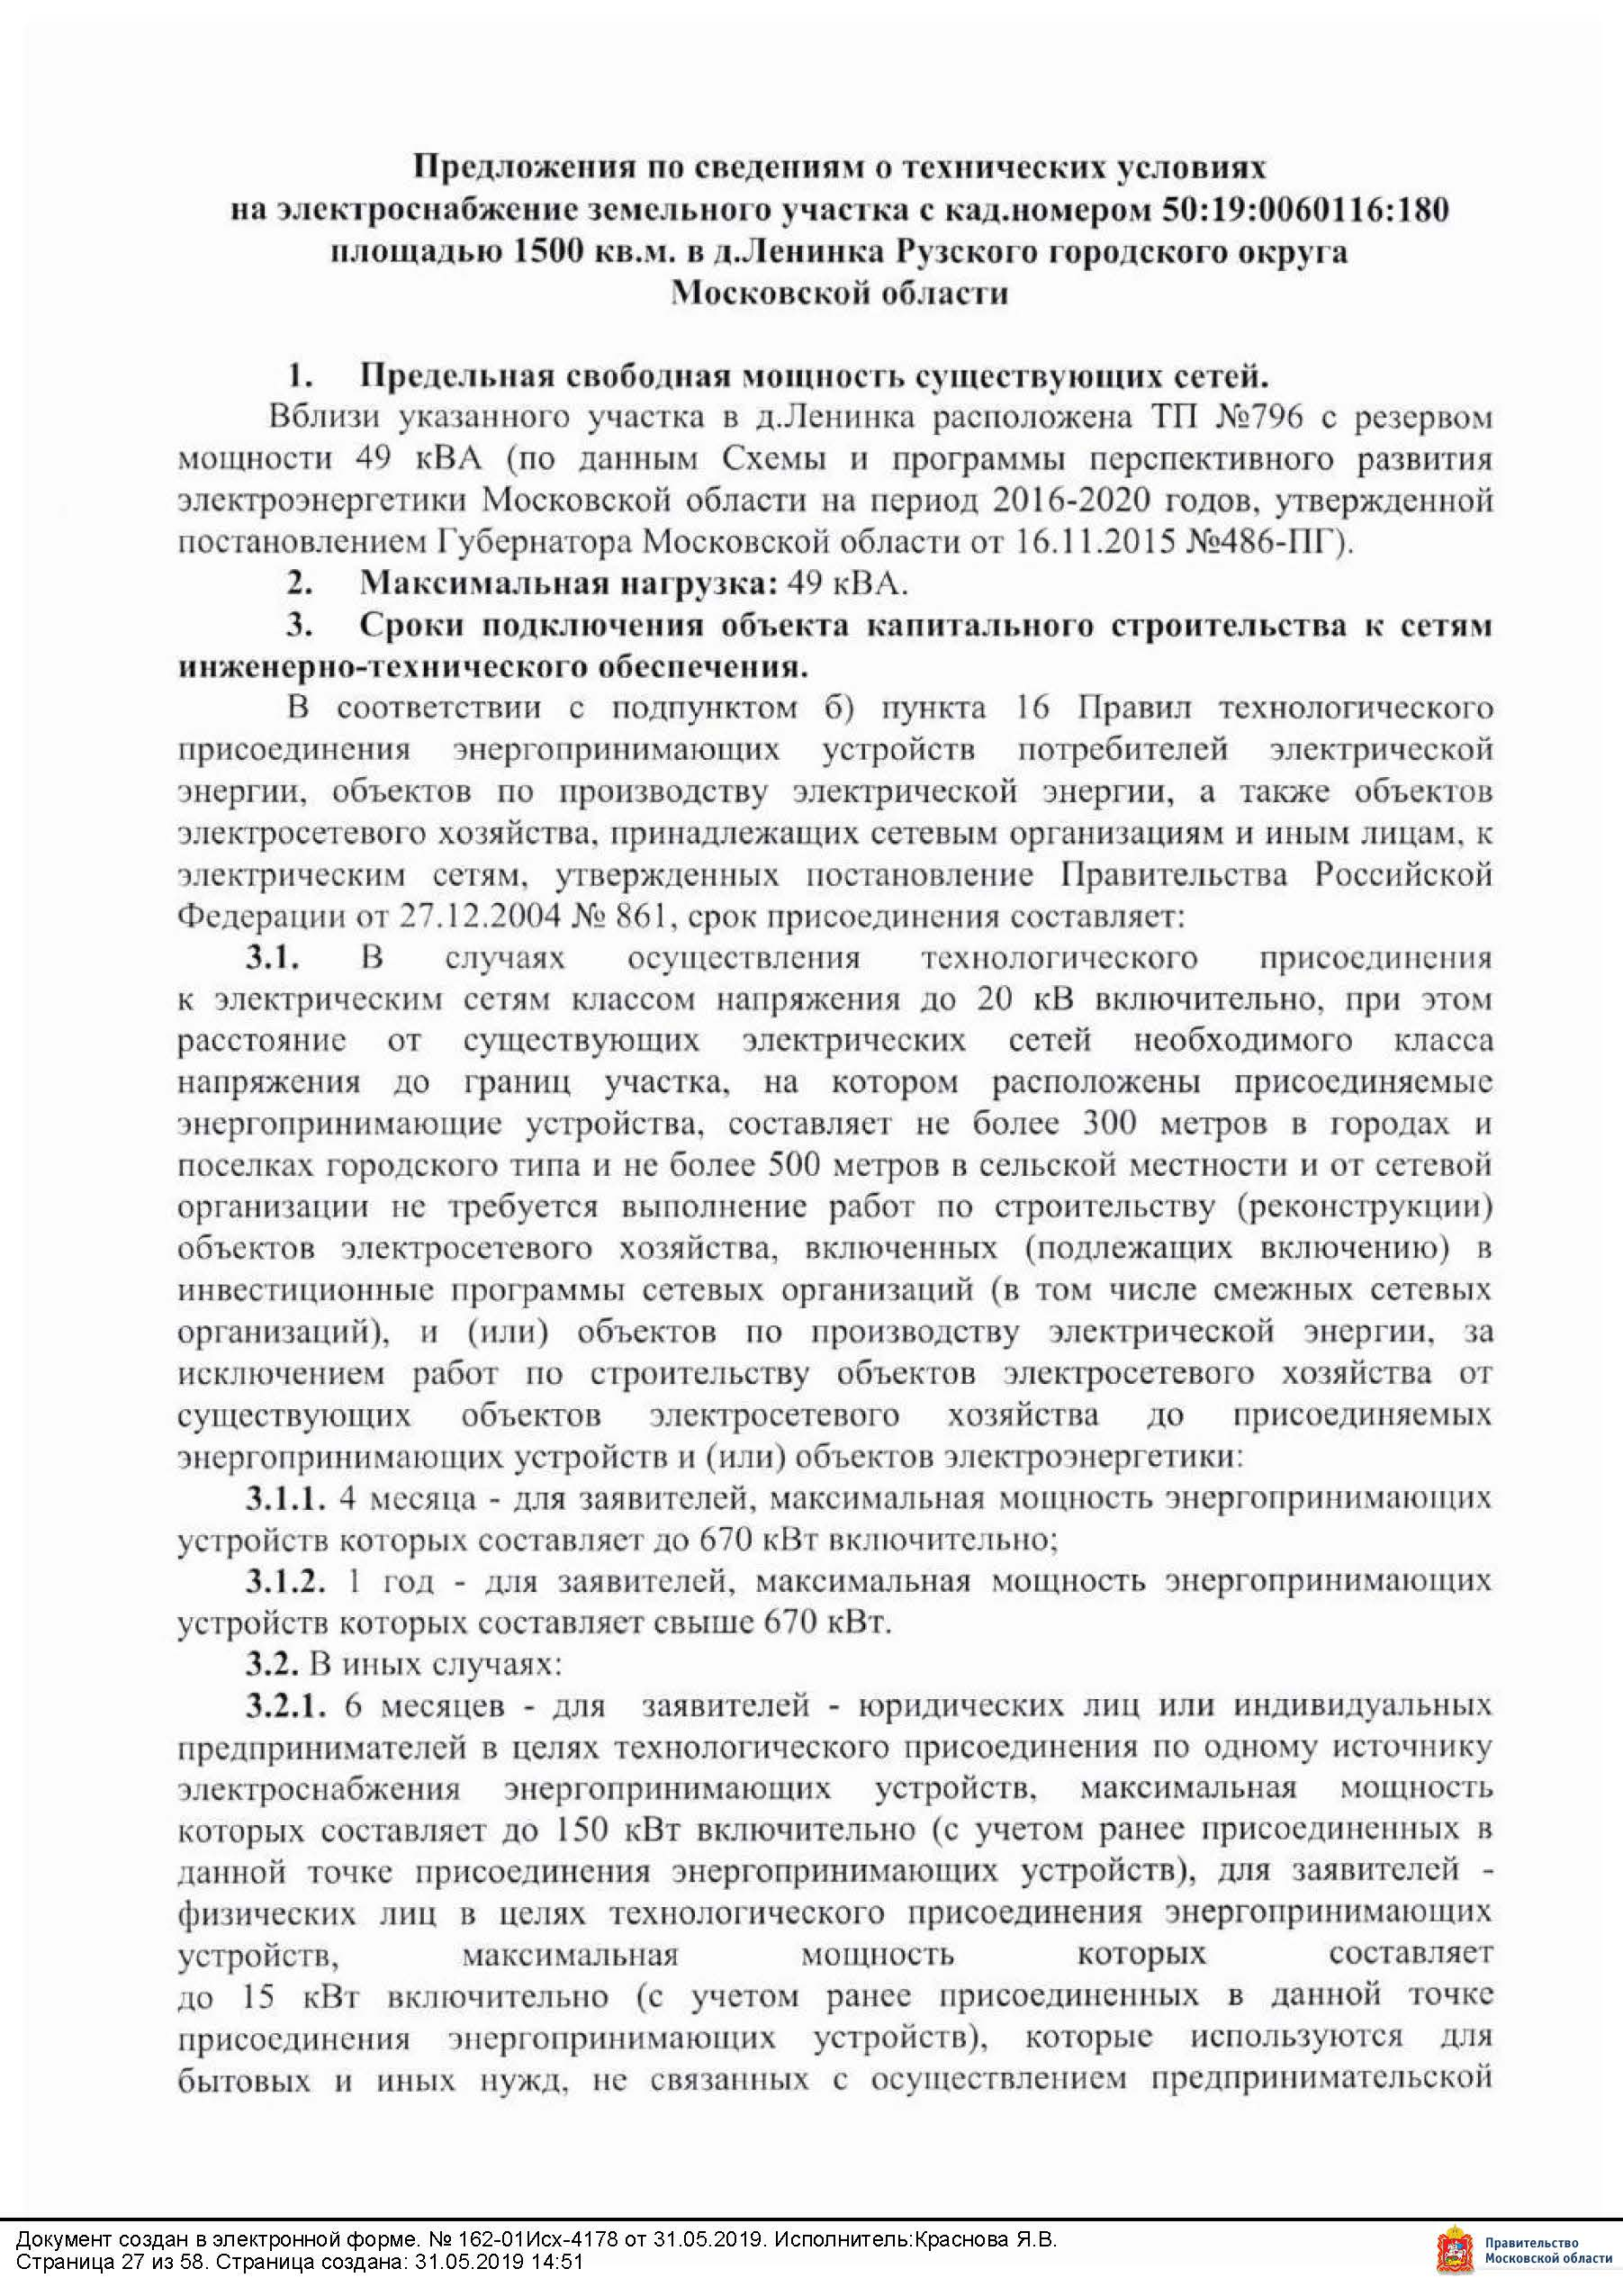 Предложения по сведениям о технических условиях
на электроснабжение земельного участка с кад.номером 50:19:0060116:180
площадью 1500 кв.м. в д.Ленинка Рузского городского округа
Московской области
1. Предельная свободная мощность существующих сетей.
Вблизи указанного участка в д.Ленинка расположена ТП №796 с резервом
мощности 49 кВА (по данным Схемы и программы перспективного развития
электроэнергетики Московской области на период 2016-2020 годов, утвержденной
постановлением Губернатора Московской области от 16.11.2015 №486-ПГ).
2. Максимальная нагрузка: 49 кВА.
3. Сроки подключения объекта капитального строительства к сетям
инженерно-технического обеспечения.
В соответствии с подпунктом б) пункта 16 Правил технологического
присоединения энергопринимающих устройств потребителей электрической
энергии, объектов по производству электрической энергии, а также объектов
электросетевого хозяйства, принадлежащих сетевым организациям и иным лицам, к
электрическим сетям, утвержденных постановление Правительства Российской
Федерации от 27.12.2004 № 861, срок присоединения составляет:
3.1. В случаях осуществления технологического присоединения
к электрическим сетям классом напряжения до 20 кВ включительно, при этом
расстояние от существующих электрических сетей необходимого класса
напряжения до границ участка, на котором расположены присоединяемые
энергопринимающие устройства, составляет не более 300 метров в городах и
поселках городского типа и не более 500 метров в сельской местности и от сетевой
организации не требуется выполнение работ по строительству (реконструкции)
объектов электросетевого хозяйства, включенных (подлежащих включению) в
инвестиционные программы сетевых организаций (в том числе смежных сетевых
организаций), и (или) объектов по производству электрической энергии, за
исключением работ по строительству объектов электросетевого хозяйства от
существующих объектов электросетевого хозяйства до присоединяемых
энергопринимающих устройств и (или) объектов электроэнергетики:
3.1.1. 4 месяца - для заявителей, максимальная мощность энергопринимающих
устройств которых составляет до 670 кВт включительно;
3.1.2. 1 год - для заявителей, максимальная мощность энергопринимающих
устройств которых составляет свыше 670 кВт.
3.2. В иных случаях:
3.2.1. 6 месяцев - для заявителей - юридических лиц или индивидуальных
предпринимателей в целях технологического присоединения по одному источнику
электроснабжения энергопринимающих устройств, максимальная мощность
которых составляет до 150 кВт включительно (с учетом ранее присоединенных в
данной точке присоединения энергопринимающих устройств), для заявителей -
физических лиц в целях технологического присоединения энергопринимающих
устройств, максимальная мощность которых составляет
до 15 кВт включительно (с учетом ранее присоединенных в данной точке
присоединения энергопринимающих устройств), которые используются для
бытовых и иных нужд, не связанных с осуществлением предпринимательской
Документ создан в электронной форме. № 162-01Исх-4178 от 31.05.2019. Исполнитель:Краснова Я.В.
Страница 27 из 58. Страница создана: 31.05.2019 14:51
Правительство
Московской области